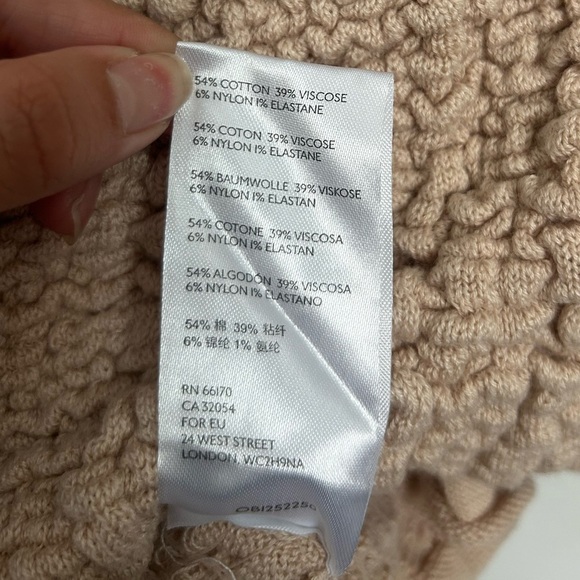 54% COTTON 39% VISCOSE
6% NYLON 1% ELASTANE
54% COTON 39% VISCOSE
6% NYLON 1% ELASTANE
54% BAUMWOLLE 39% VISKOSE
6% NYLON 1% ELASTAN
54% COTONE 39% VISCOSA
6% NYLON 1% ELASTAN
54% ALGODÓN 39% VISCOSA
6% NYLON 1% ELASTANO
54% 棉 39% 粘纤
6% 锦纶 1% 氨纶
RN 66170
CA 32054
FOR EU
24 WEST STREET
LONDON, WC2H9NA